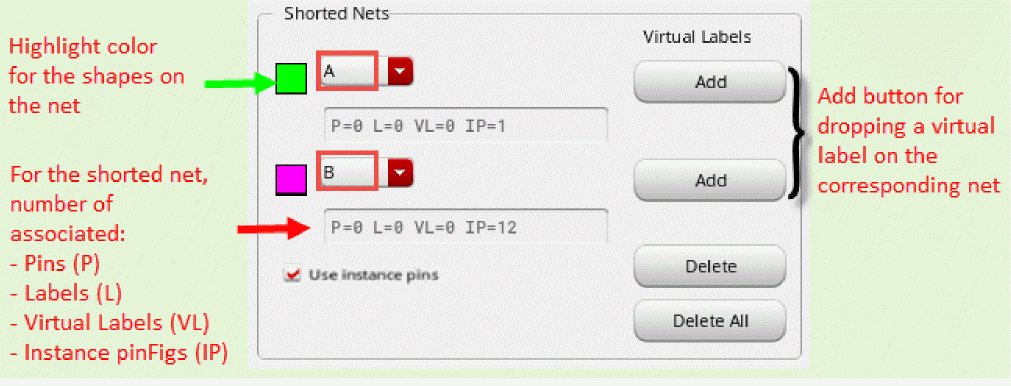 Shorted Nets
Virtual Labels
Highlight color
for the shapes on
the net
A
Add
P=0 L=0 VL=0 IP=1
Add button for
dropping a virtual
label on the
corresponding net
For the shorted net,
number of
associated:
- Pins (P)
- Labels (L)
- Virtual Labels (VL)
- Instance pinFigs (IP)
B
Add
P=0 L=0 VL=0 IP=12
Use instance pins
Delete
Delete All